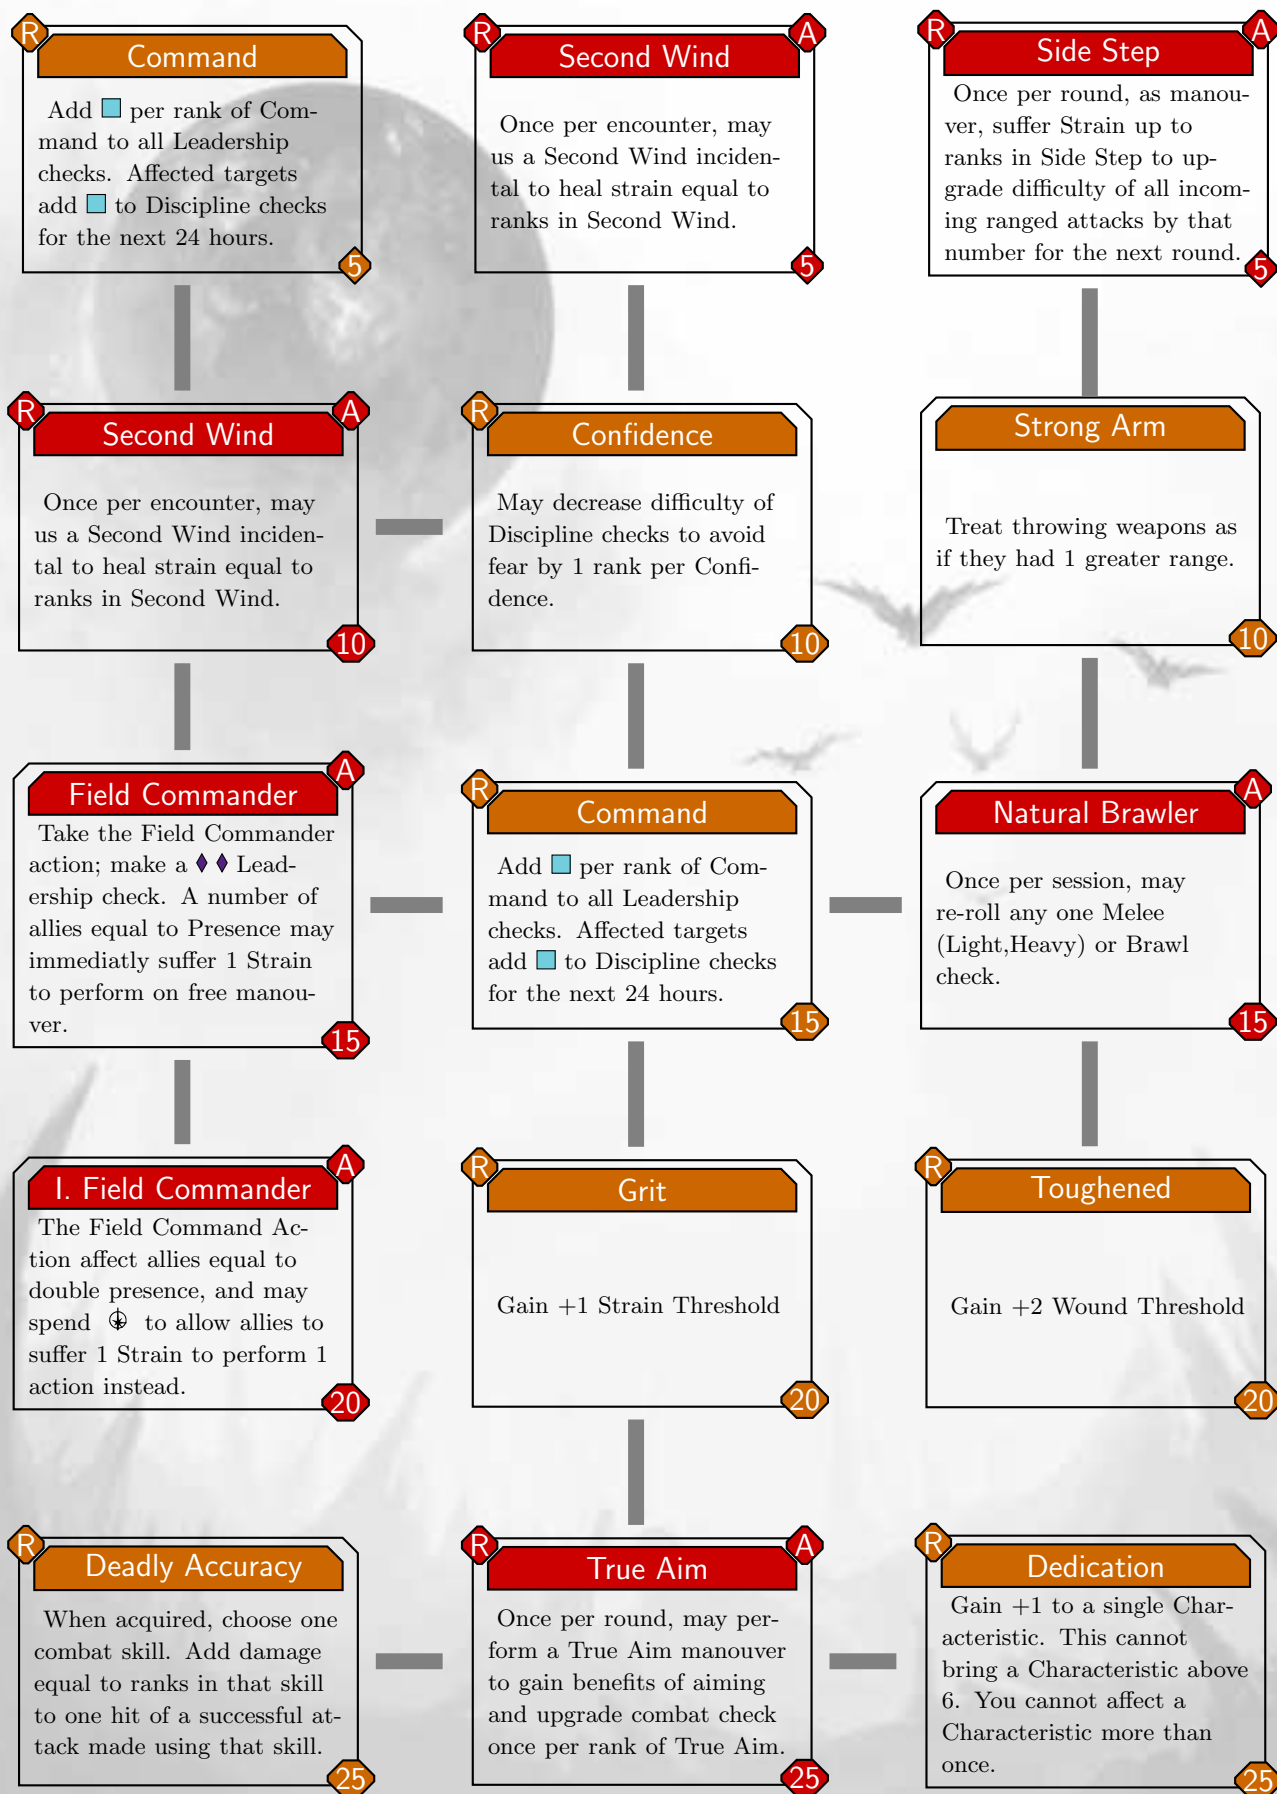 R
Command
Add per rank of Com-
mand to all Leadership
checks. Affected targets
add to Discipline checks
for the next 24 hours.
5
R
A
Second Wind
Once per encounter, may
us a Second Wind inciden-
tal to heal strain equal to
ranks in Second Wind.
5
R
A
Side Step
Once per round, as manou-
ver, suffer Strain up to
ranks in Side Step to up-
grade difficulty of all incom-
ing ranged attacks by that
number for the next round.
5
R
A
Second Wind
Once per encounter, may
us a Second Wind inciden-
tal to heal strain equal to
ranks in Second Wind.
10
R
Confidence
May decrease difficulty of
Discipline checks to avoid
fear by 1 rank per Confi-
dence.
10
Strong Arm
Treat throwing weapons as
if they had 1 greater range.
10
A
Field Commander
Take the Field Commander
action; make a Lead-
ership check. A number of
allies equal to Presence may
immediatly suffer 1 Strain
to perform on free manou-
ver.
15
R
Command
Add per rank of Com-
mand to all Leadership
checks. Affected targets
add to Discipline checks
for the next 24 hours.
15
A
Natural Brawler
Once per session, may
re-roll any one Melee
(Light,Heavy) or Brawl
check.
15
A
I. Field Commander
The Field Command Ac-
tion affect allies equal to
double presence, and may
spend to allow allies to
suffer 1 Strain to perform 1
action instead.
20
R
Grit
Gain +1 Strain Threshold
20
R
Toughened
Gain +2 Wound Threshold
20
R
Deadly Accuracy
When acquired, choose one
combat skill. Add damage
equal to ranks in that skill
to one hit of a successful at-
tack made using that skill.
25
R
A
True Aim
Once per round, may per-
form a True Aim manouver
to gain benefits of aiming
and upgrade combat check
once per rank of True Aim.
25
R
Dedication
Gain +1 to a single Char-
acteristic. This cannot
bring a Characteristic above
6. You cannot affect a
Characteristic more than
once.
25